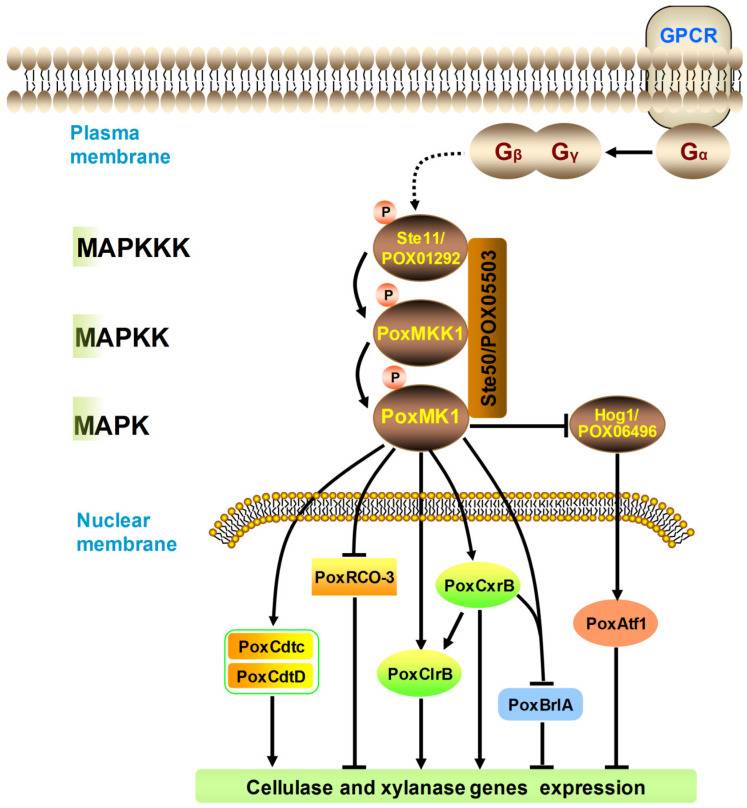 GPCR
Plasma
membrane
Gβ
Gγ
Gα
P
MAPKKK
Ste11/
POX01292
Ste50/POX05503
P
MAPKK
PoxMKK1
P
MAPK
PoxMK1
Hog1/
POX06496
Nuclear
membrane
PoxRCO-3
PoxCxrB
PoxAtf1
PoxCdtc
PoxCdtD
PoxClrB
PoxBrlA
Cellulase and xylanase genes expression